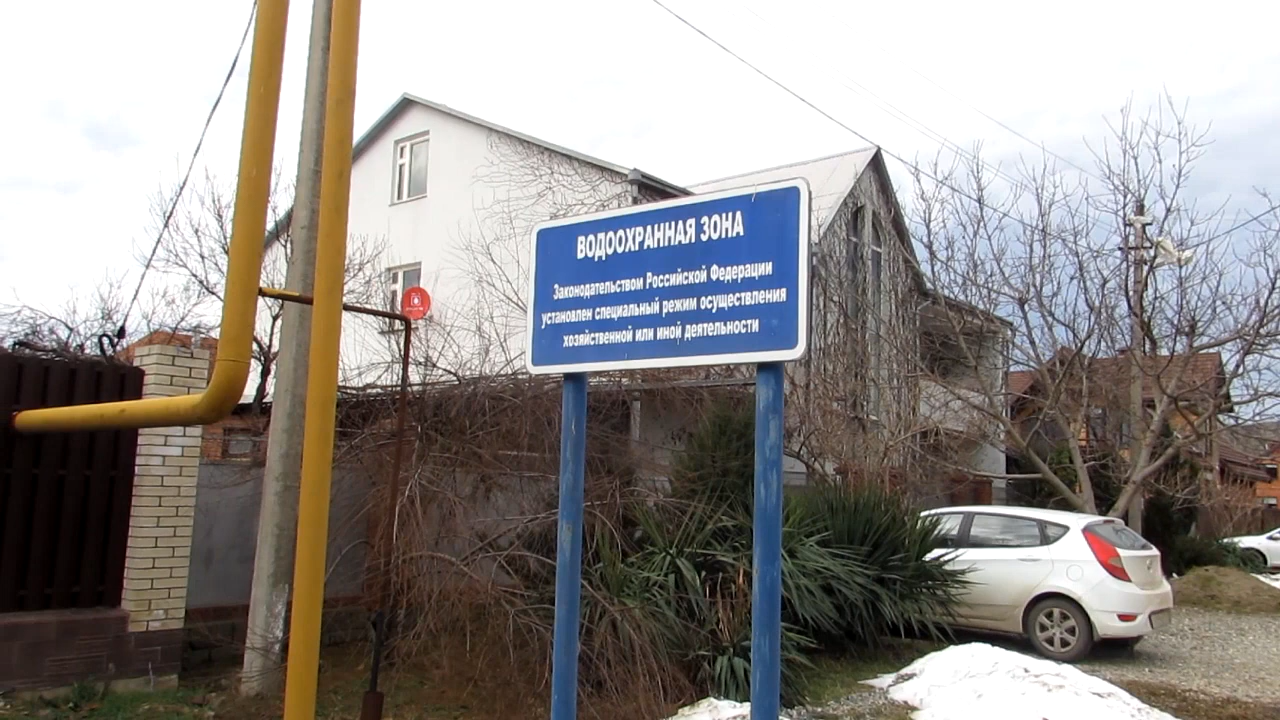 ВОДООХРАННАЯ ЗОНА
Законодательством Российской Федерации
установлен специальный режим осуществления
хозяйственной или иной деятельности